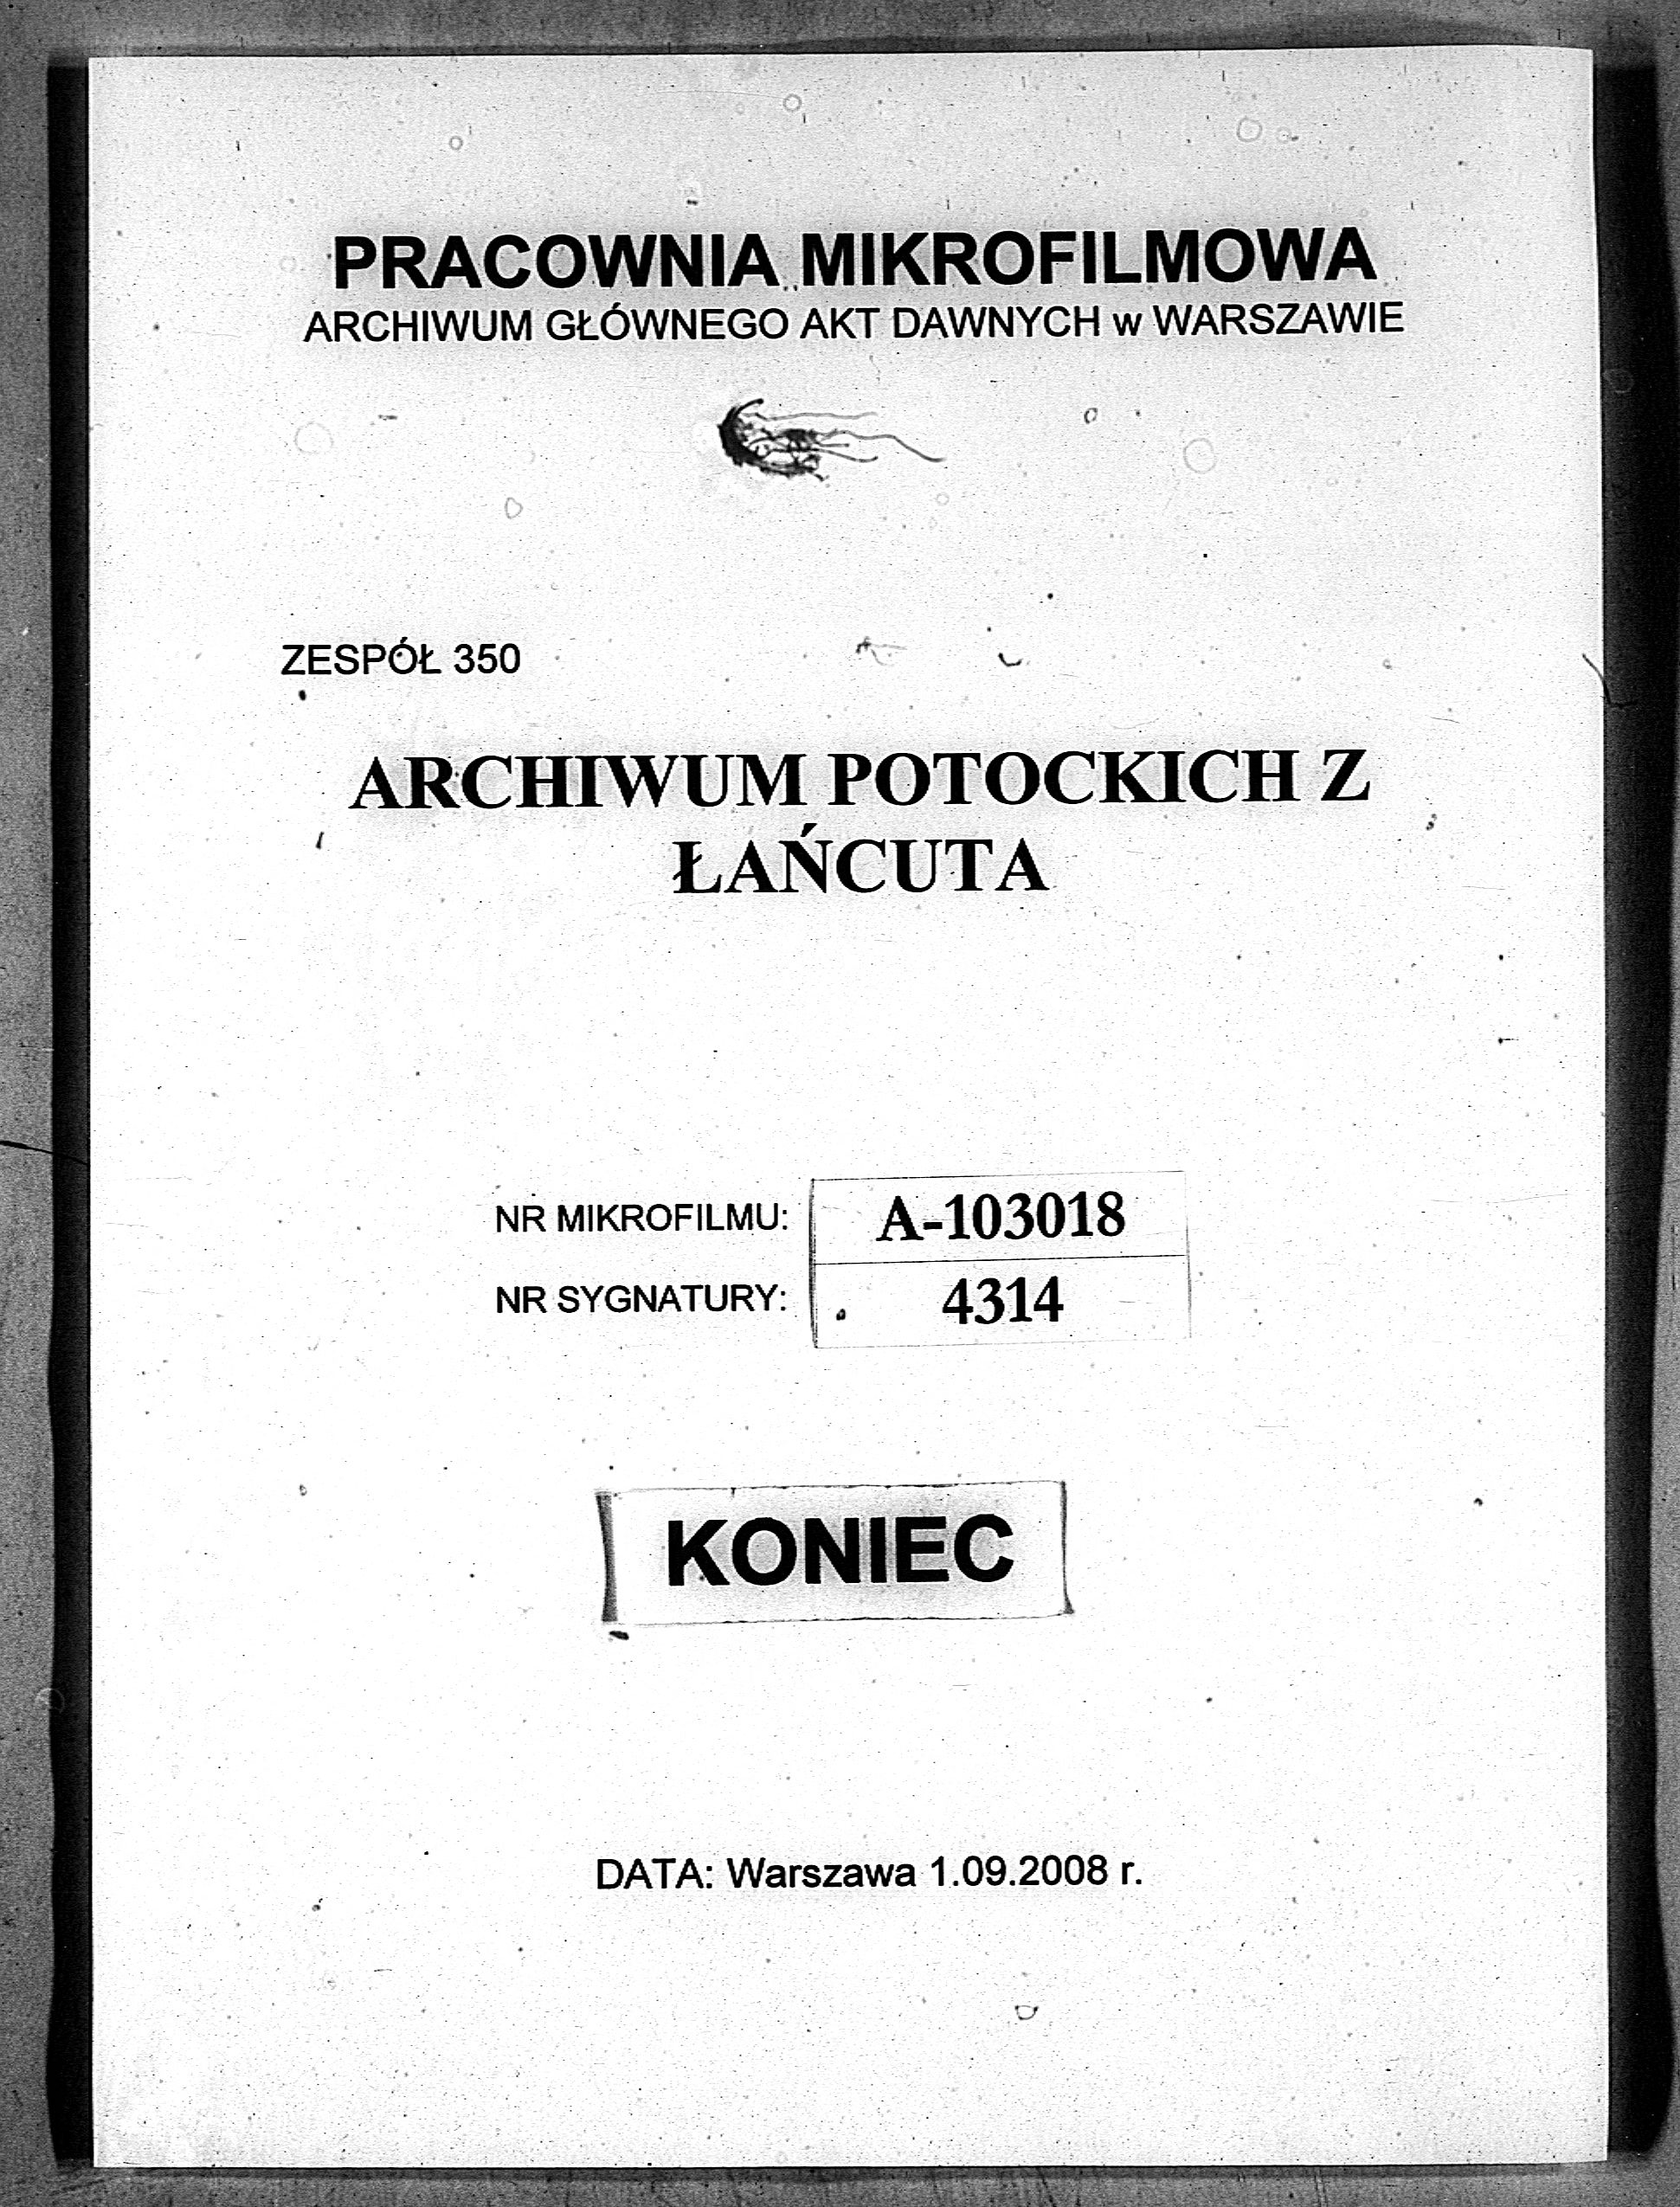 PRACOWNIA MIKROFILMOWA
ARCHIWUM GŁÓWNEGO AKT DAWNYCH w WARSZAWIE
ZESPÓŁ 350
ARCHIWUM POTOCKICH Z
ŁAŃCUTA
NR MIKROFILMU: A-103018
NR SYGNATURY: 4314
KONIEC
DATA: Warszawa 1.09.2008 r.